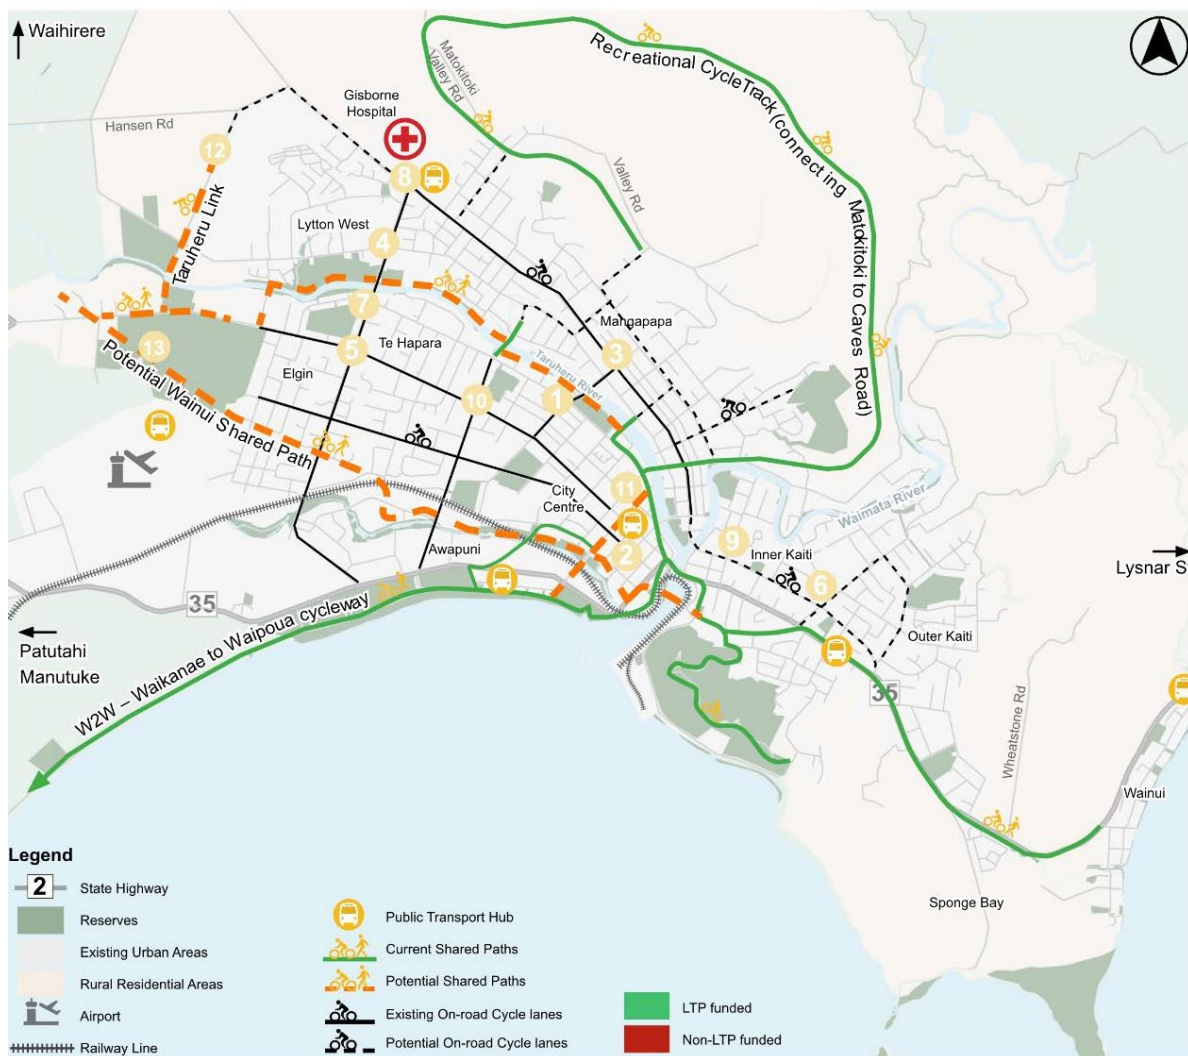 Waihirere
Hansen Rd
Gisborne
Hospital
Matokitoki
Valley Rd
Recreational Cycle Track (connecting Matokitoki to Caves Road)
Valley Rd
12
8
Taruheru Link
Lytton West
4
7
Mangapapa
13
5
Te Hapara
3
Elgin
Taruheru River
10
1
Potential Wainui Shared Path
City
Centre
11
Waimata River
2
9
Inner Kaiti
Awapuni
6
Lysnar S
35
Patutahi
Manutuke
Outer Kaiti
W2W – Waikanae to Waipoua cycleway
35
Wheatstone Rd
Wainui
Sponge Bay
Legend
2
State Highway
Reserves
Existing Urban Areas
Rural Residential Areas
Airport
Railway Line
Public Transport Hub
Current Shared Paths
Potential Shared Paths
Existing On-road Cycle lanes
Potential On-road Cycle lanes
LTP funded
Non-LTP funded